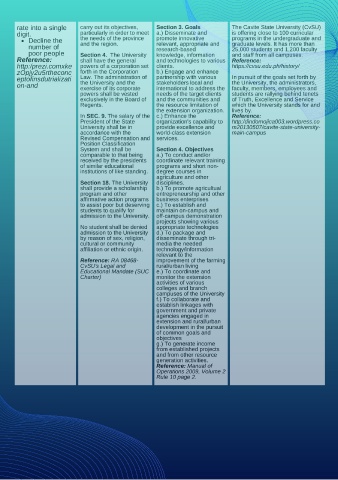 rate into a single digit.
• Decline the
number of
poor people
Reference:
on-and
carry out its objectives,
particularly in order to meet
the needs of the province
and the region.
Section 4. The University
shall have the general
powers of a corporation set
forth in the Corporation
Law. The administration of
the University and the
exercise of its corporate
powers shall be vested
exclusively in the Board of
Regents.
In SEC. 9. The salary of the
President of the State
University shall be in
accordance with the
Revised Compensation and
Position Classification
System and shall be
comparable to that being
received by the presidents
of similar educational
institutions of like standing.
Section 18. The University
shall provide a scholarship
program and other
affirmative action programs
to assist poor but deserving
students to qualify for
admission to the University.
No student shall be denied
admission to the University
by reason of sex, religion,
cultural or community
affiliation or ethnic origin.
Reference: RA 08468-
CvSU's Legal and
Educational Mandate (SUC
Charter)
Section 3. Goals
a.) Disseminate and
promote innovative
relevant, appropriate and
research-based
knowledge, information
and technologies to various
clients.
b.) Engage and enhance
partnership with various
stakeholders local and
international to address the
needs of the target clients
and the communities and
the resource limitation of
the extension organization.
c.) Enhance the
organization's capability to
provide excellence and
world-class extension
services.
Section 4. Objectives
a.) To conduct and/or
coordinate relevant training
programs and short non-
degree courses in
agriculture and other
disciplines.
b.) To promote agricultural
entrepreneurship and other
business enterprises
c.) To establish and
maintain on-campus and
off-campus demonstration
projects showing various
appropriate technologies
d.) To package and
disseminate through tri-
media the needed
technology/information
relevant to the
improvement of the farming
rural/urban living
e.) To coordinate and
monitor the extension
activities of various
colleges and branch
campuses of the University
f.) To collaborate and
establish linkages with
government and private
agencies engaged in
extension and rural/urban
development in the pursuit
of common goals and
objectives
g.) To generate income
from established projects
and from other resource
generation activities.
Reference: Manual of
Operations 2009, Volume 2
Rule 10 page 2.
The Cavite State University (CvSU)
is offering close to 100 curricular
programs in the undergraduate and
graduate levels. It has more than
25,000 students and 1,200 faculty
and staff from all campuses.
Reference:
https://cvsu.edu.ph/history/
In pursuit of the goals set forth by
the University, the administrators,
faculty, members, employees and
students are rallying behind tenets
of Truth, Excellence and Service
which the University stands for and
lives by
Reference:
main-campus